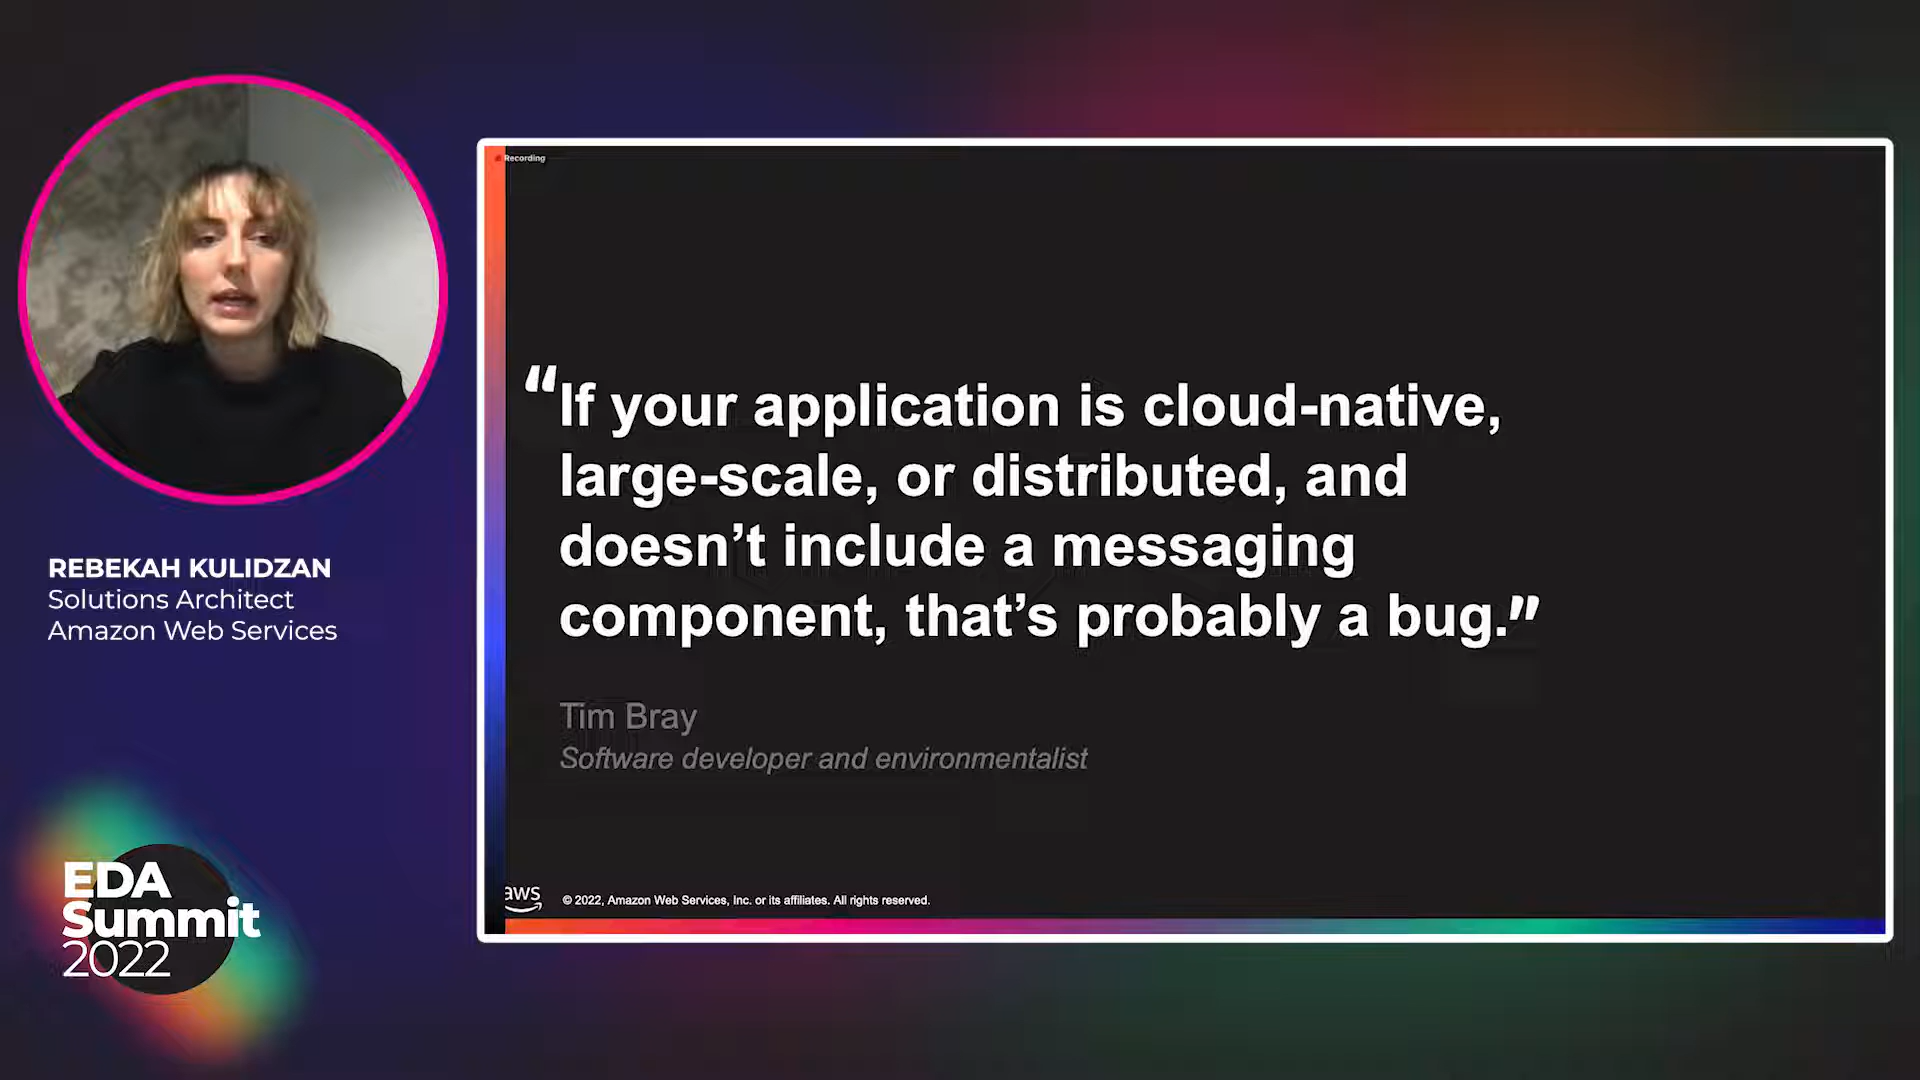 Recording
“If your application is cloud-native,
large-scale, or distributed, and
doesn’t include a messaging
component, that’s probably a bug.”
Tim Bray
Software developer and environmentalist
aws
© 2022, Amazon Web Services, Inc. or its affiliates. All rights reserved.
REBEKAH KULIDZAN
Solutions Architect
Amazon Web Services
EDA
Summit
2022